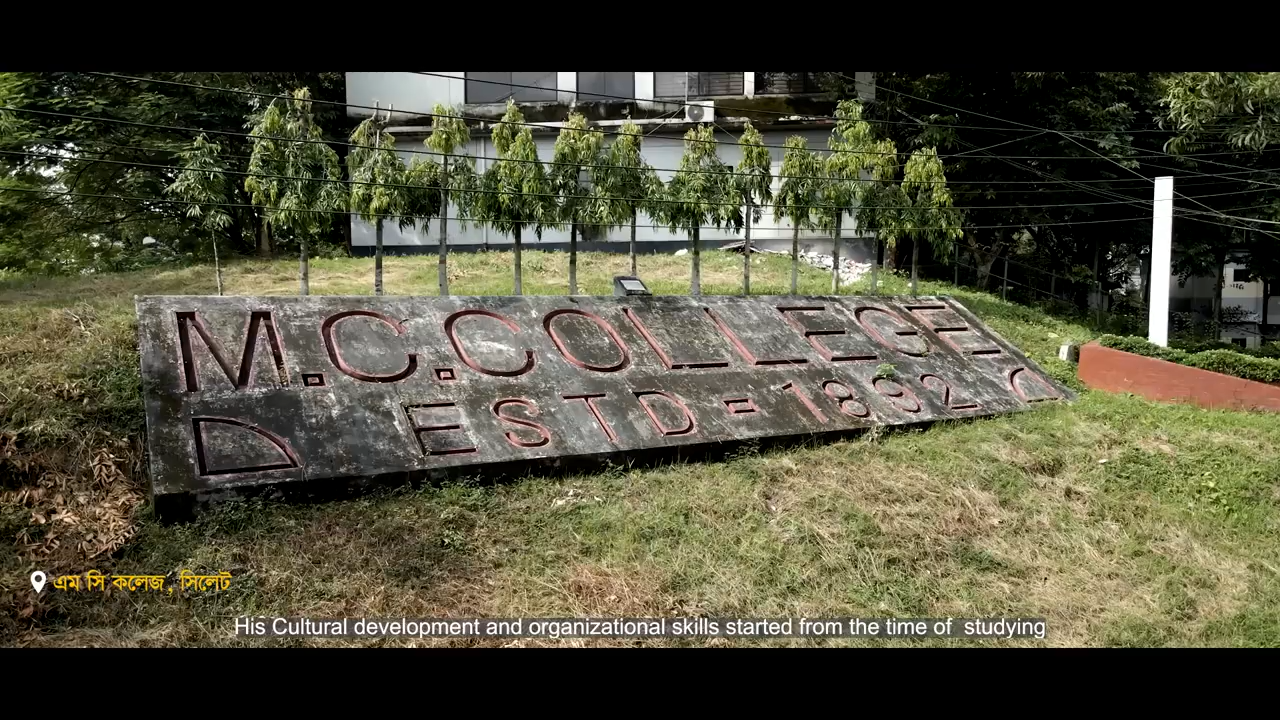 M.C.COLLEGE
ESTD - 1892
এম সি কলেজ, সিলেট
His Cultural development and organizational skills started from the time of studying